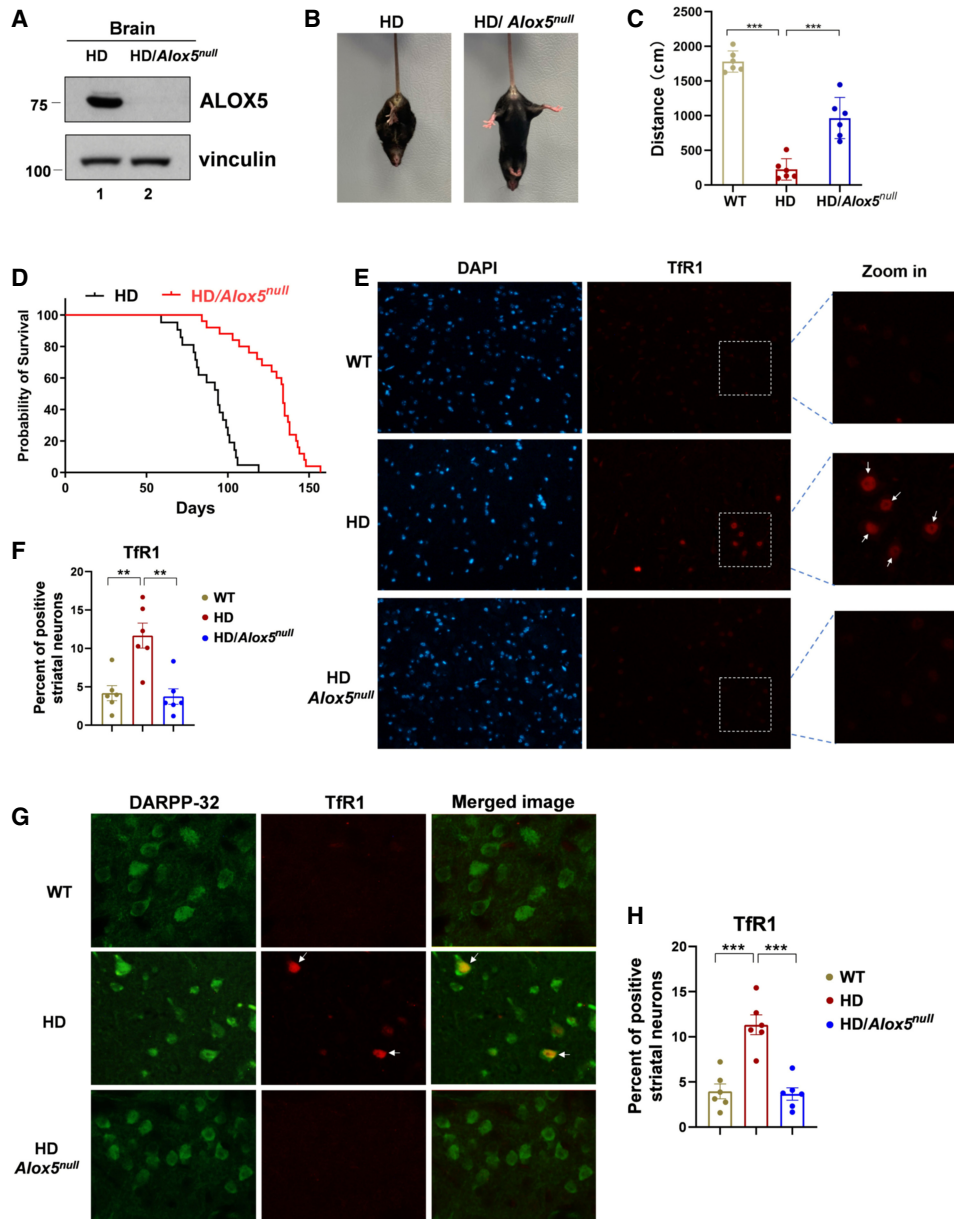 A
Brain
HD HD/Alox5null
75
ALOX5
100
vinculin
1 2
B
HD HD/ Alox5null
C
Distance (cm)
2500
2000
1500
1000
500
0
*** ***
WT HD HD/Alox5null
D
HD HD/Alox5null
Probability of Survival
100
80
60
40
20
0
0 50 100 150
Days
E
DAPI TfR1 Zoom in
WT
HD
HD
Alox5null
F
TfR1
Percent of positive
striatal neurons
20
15
10
5
0
** **
WT
HD
HD/Alox5null
G
DARPP-32 TfR1 Merged image
WT
HD
HD
Alox5null
H
TfR1
Percent of positive
striatal neurons
20
15
10
5
0
*** ***
WT
HD
HD/Alox5null